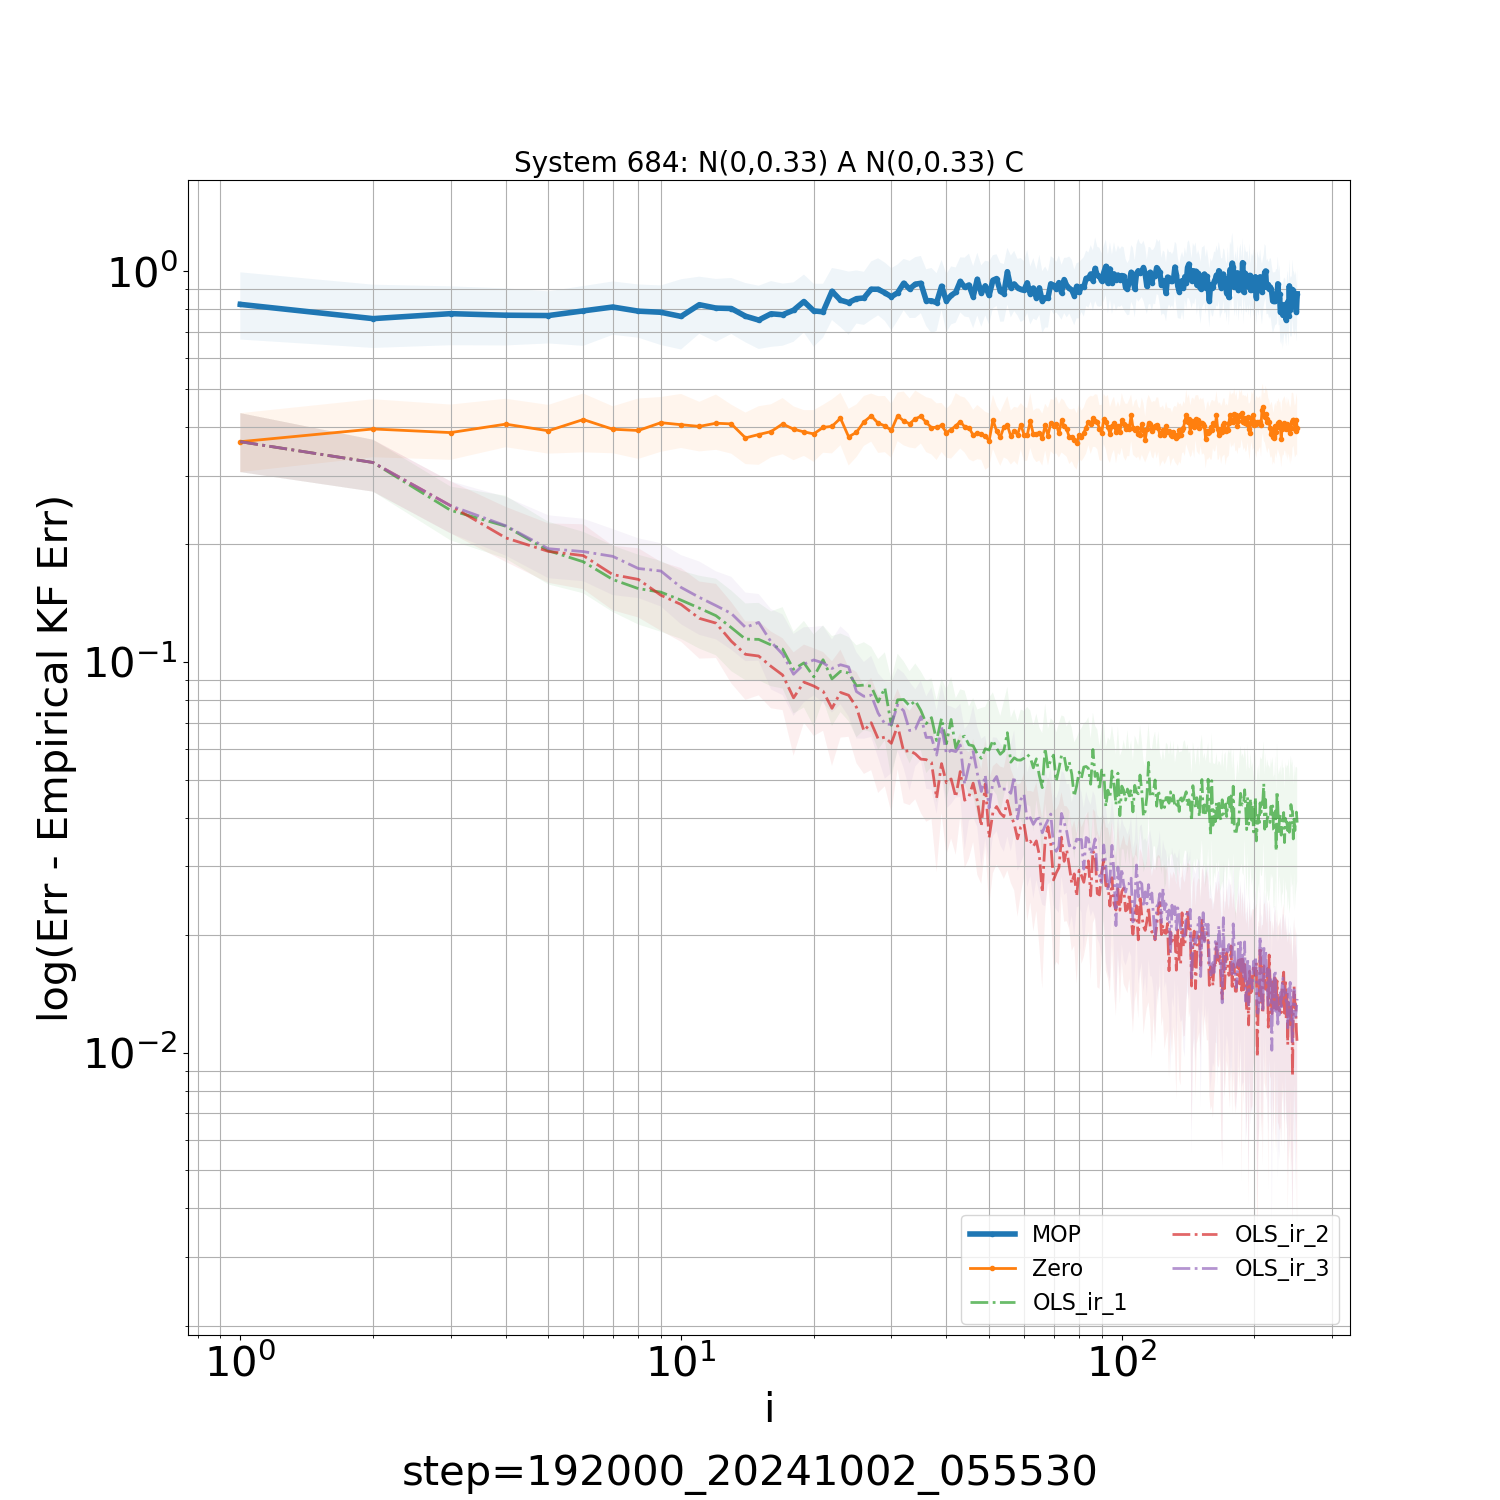 System 684: N(0,0.33) A N(0,0.33) C
log(Err - Empirical KF Err)
10⁰
10⁻¹
10⁻²
MOP
Zero
OLS_ir_1
OLS_ir_2
OLS_ir_3
10⁰ 10¹ 10²
i
step=192000_20241002_055530